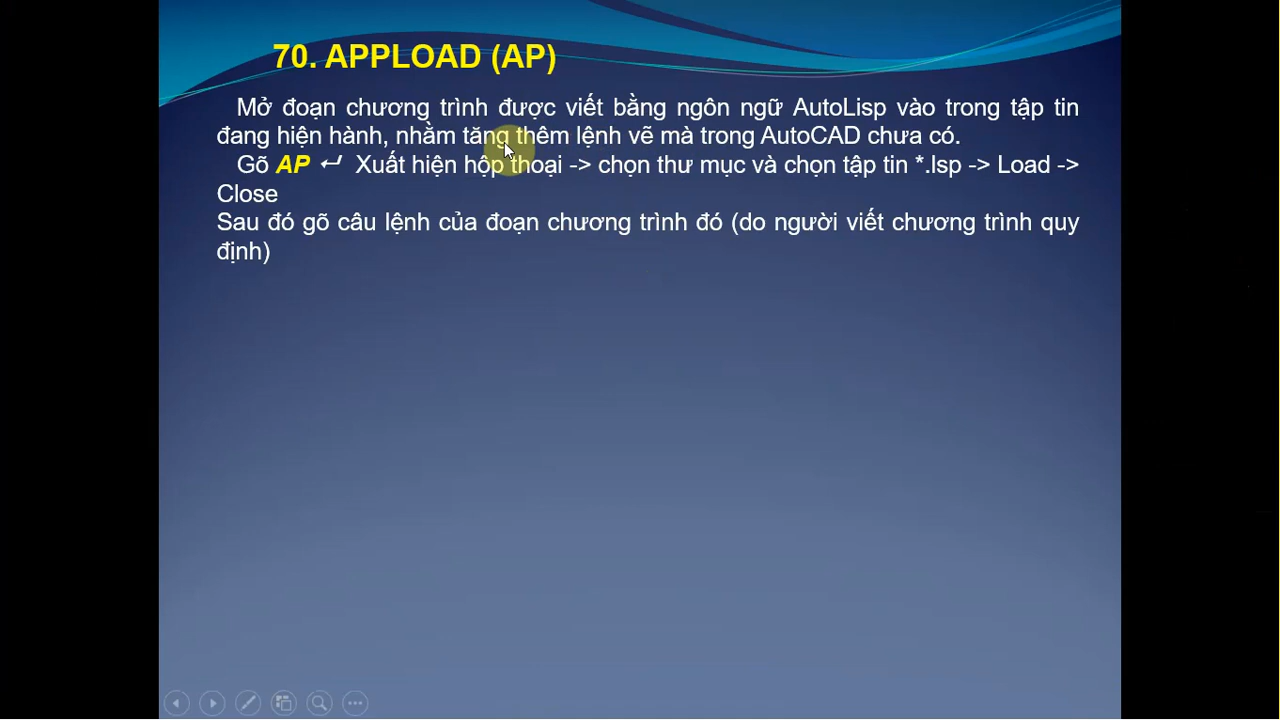 70. APPLOAD (AP)
Mở đoạn chương trình được viết bằng ngôn ngữ AutoLisp vào trong tập tin
đang hiện hành, nhằm tăng thêm lệnh vẽ mà trong AutoCAD chưa có.
Gõ AP ↵ Xuất hiện hộp thoại -> chọn thư mục và chọn tập tin *.lsp -> Load ->
Close
Sau đó gõ câu lệnh của đoạn chương trình đó (do người viết chương trình quy
định)